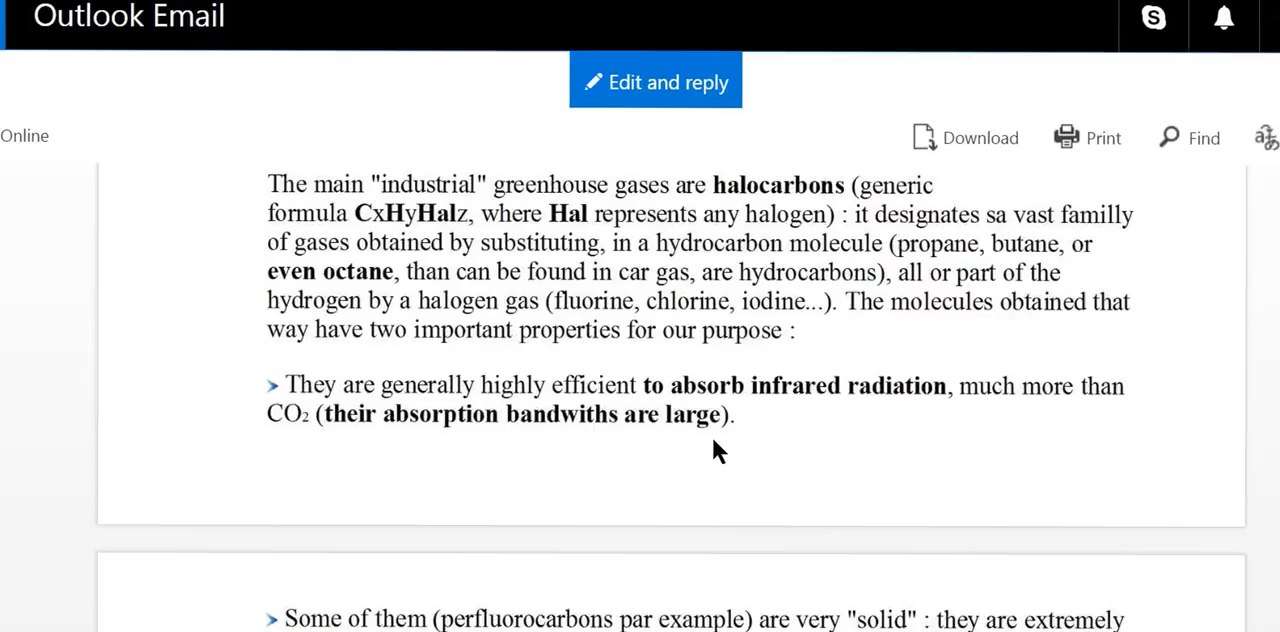 Outlook Email
Edit and reply
Online
Download Print Find
The main "industrial" greenhouse gases are halocarbons (generic
formula CxHyHalz, where Hal represents any halogen) : it designates sa vast familly
of gases obtained by substituting, in a hydrocarbon molecule (propane, butane, or
even octane, than can be found in car gas, are hydrocarbons), all or part of the
hydrogen by a halogen gas (fluorine, chlorine, iodine...). The molecules obtained that
way have two important properties for our purpose :
➤ They are generally highly efficient to absorb infrared radiation, much more than
CO₂ (their absorption bandwiths are large).
➤ Some of them (perfluorocarbons par example) are very "solid" : they are extremely